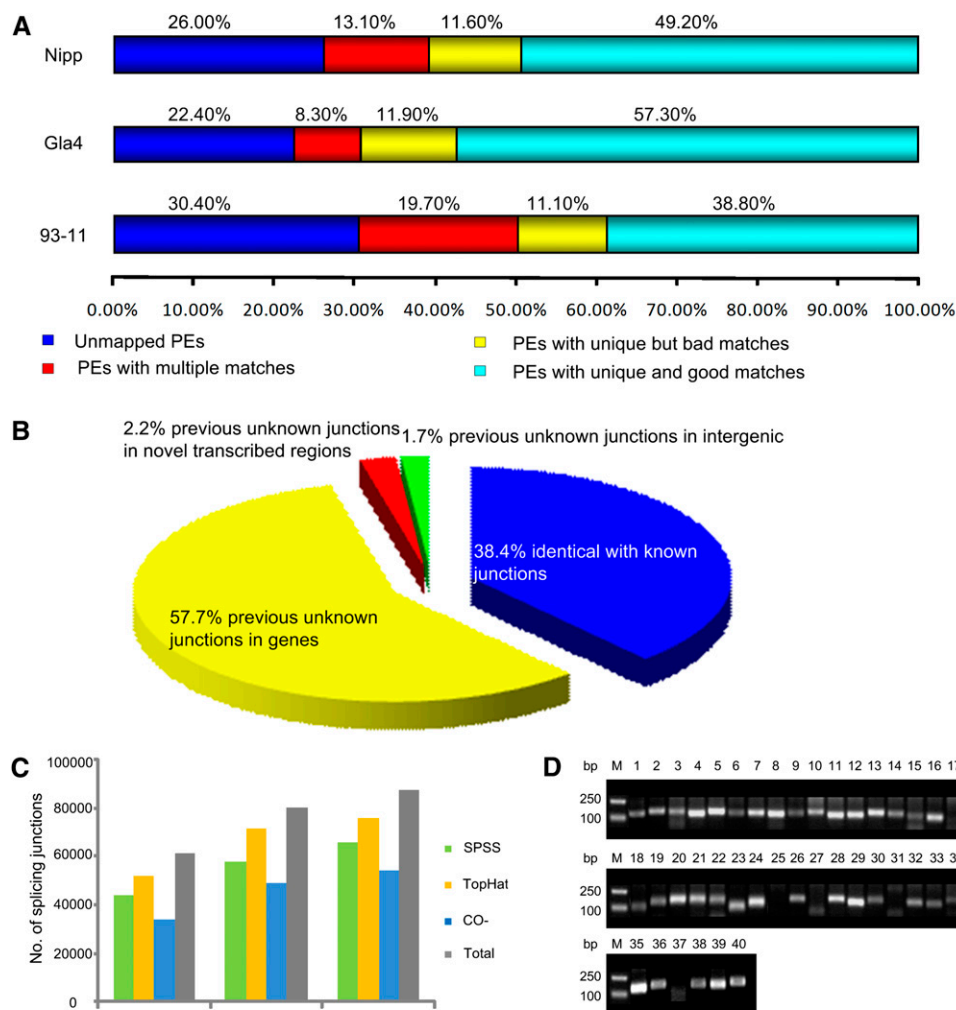 A
26.00% 13.10% 11.60% 49.20%
Nipp
22.40% 8.30% 11.90% 57.30%
Gla4
30.40% 19.70% 11.10% 38.80%
93-11
0.00% 10.00% 20.00% 30.00% 40.00% 50.00% 60.00% 70.00% 80.00% 90.00% 100.00%
Unmapped PEs
PEs with multiple matches
PEs with unique but bad matches
PEs with unique and good matches
B
2.2% previous unknown junctions
in novel transcribed regions
1.7% previous unknown junctions in intergenic
38.4% identical with known
junctions
57.7% previous unknown
junctions in genes
C
No. of splicing junctions
100000
80000
60000
40000
20000
0
SPSS
TopHat
CO-
Total
D
bp M 1 2 3 4 5 6 7 8 9 10 11 12 13 14 15 16 17
250
100
bp M 18 19 20 21 22 23 24 25 26 27 28 29 30 31 32 33
250
100
bp M 35 36 37 38 39 40
250
100